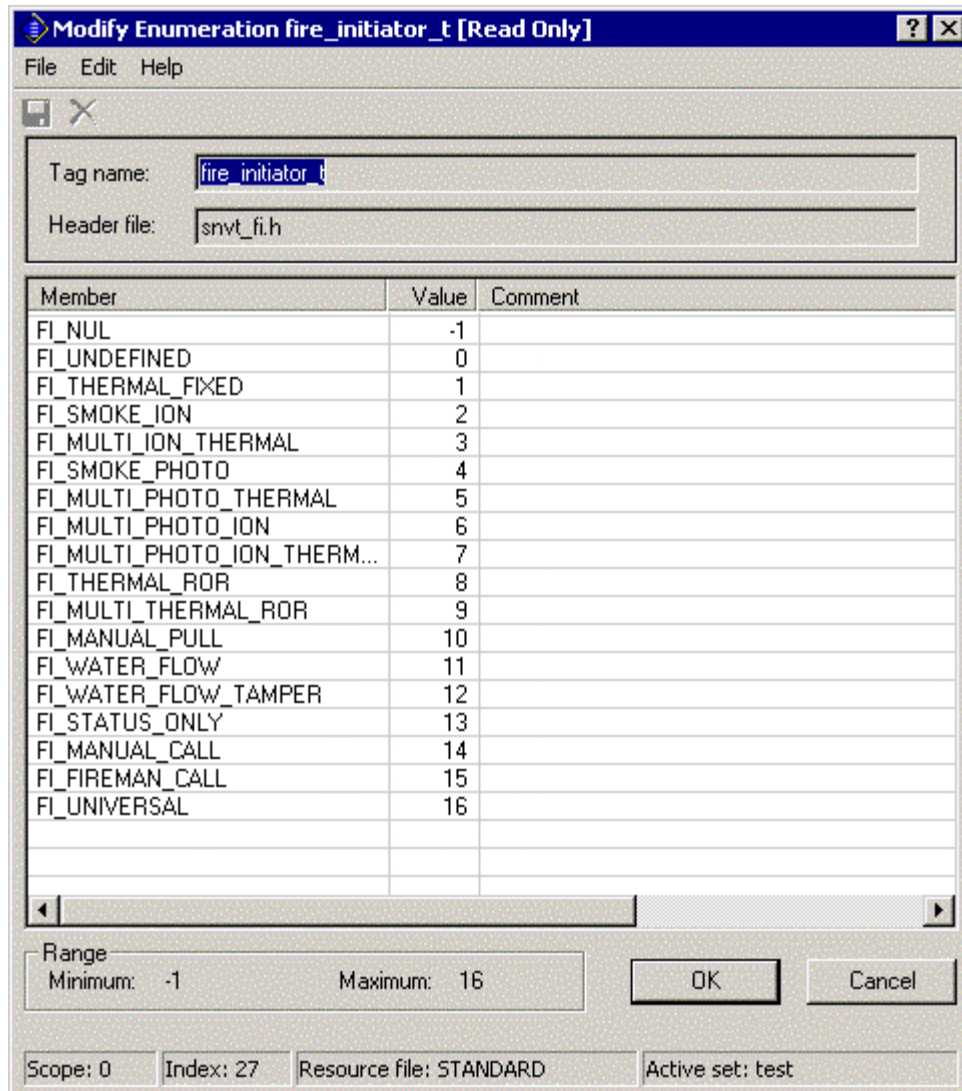 Modify Enumeration fire_initiator_t [Read Only]
File Edit Help
Tag name: fire_initiator_t
Header file: snvt_fi.h
Member Value Comment
FI_NUL -1
FI_UNDEFINED 0
FI_THERMAL_FIXED 1
FI_SMOKE_ION 2
FI_MULTI_ION_THERMAL 3
FI_SMOKE_PHOTO 4
FI_MULTI_PHOTO_THERMAL 5
FI_MULTI_PHOTO_ION 6
FI_MULTI_PHOTO_ION_THERM... 7
FI_THERMAL_ROR 8
FI_MULTI_THERMAL_ROR 9
FI_MANUAL_PULL 10
FI_WATER_FLOW 11
FI_WATER_FLOW_TAMPER 12
FI_STATUS_ONLY 13
FI_MANUAL_CALL 14
FI_FIREMAN_CALL 15
FI_UNIVERSAL 16
Range
Minimum: -1 Maximum: 16 OK Cancel
Scope: 0 Index: 27 Resource file: STANDARD Active set: test